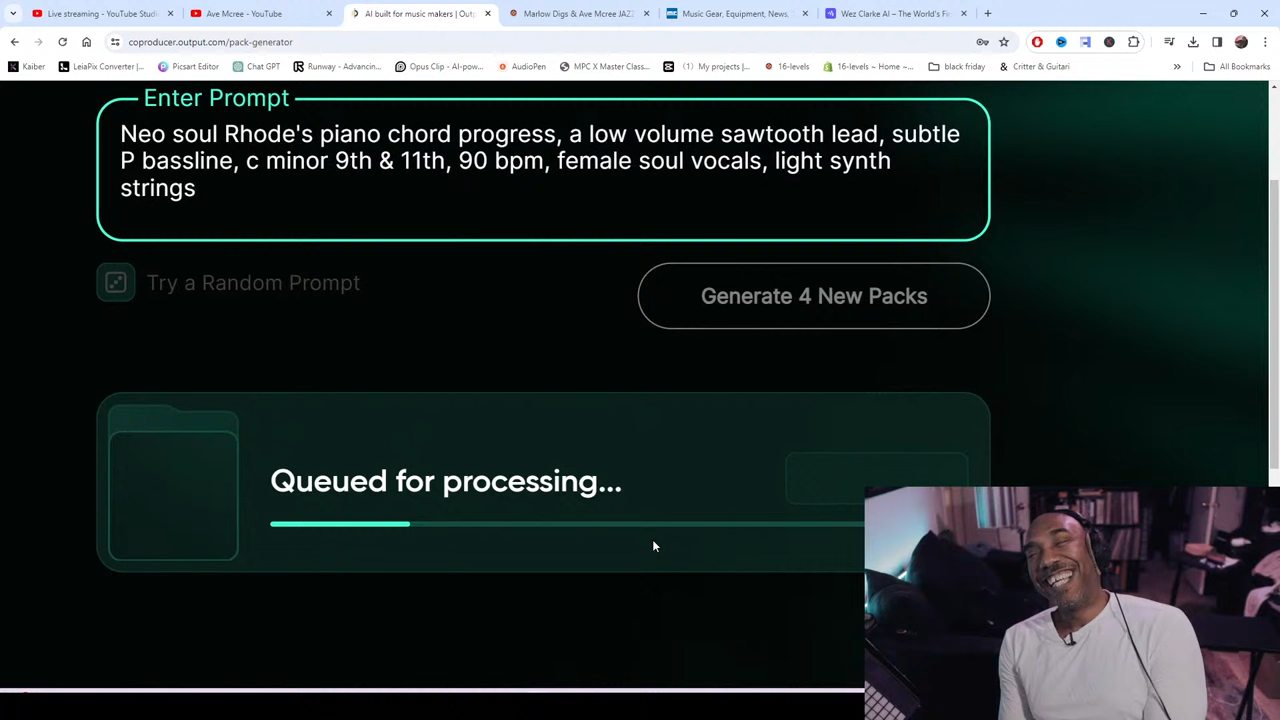 Live streaming - YouTube Studi
Ave Mcree - YouTube
AI built for music makers | Outp
Marlow Digs & Ave Mcree JAZZ
Music Gear, Equipment, News,
Wez Clarke AI – The World's Fi
coproducer.output.com/pack-generator
Kaiber
LeiaPix Converter |...
Picsart Editor
Chat GPT
Runway - Advancin...
Opus Clip - AI-pow...
AudioPen
MPC X Master Class...
(1) My projects |...
16-levels
16-levels ~ Home ~...
black friday
Critter & Guitari
All Bookmarks
Enter Prompt
Neo soul Rhode's piano chord progress, a low volume sawtooth lead, subtle
P bassline, c minor 9th & 11th, 90 bpm, female soul vocals, light synth
strings
Try a Random Prompt
Generate 4 New Packs
Queued for processing...